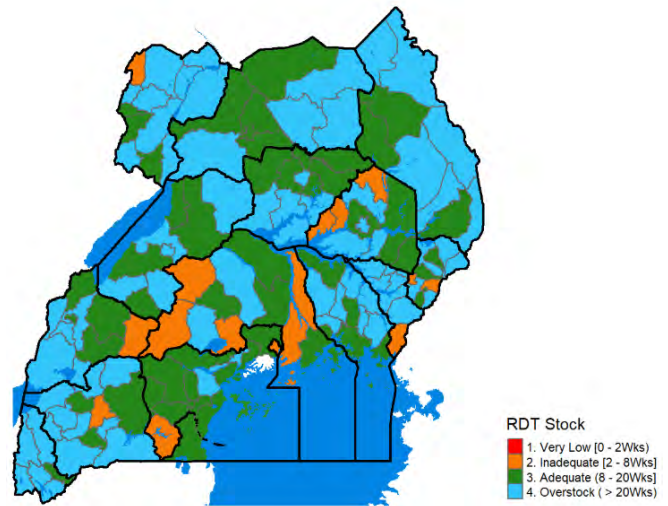 RDT Stock
1. Very Low [0 - 2Wks)
2. Inadequate [2 - 8Wks]
3. Adequate (8 - 20Wks]
4. Overstock ( > 20Wks)